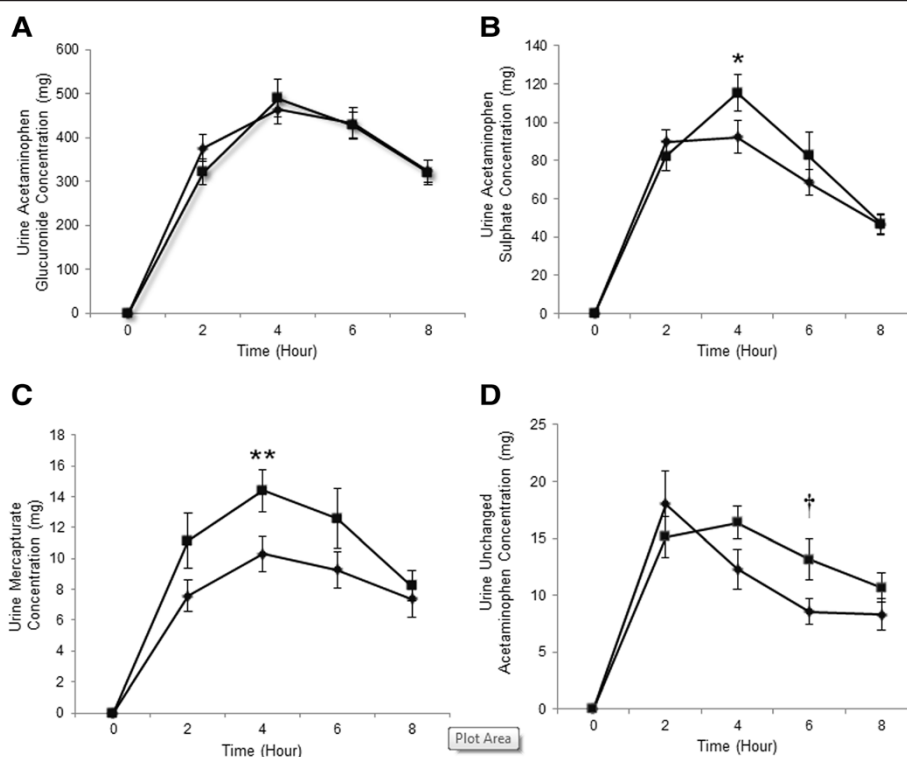 A
Urine Acetaminophen
Glucuronide Concentration (mg)
600
500
400
300
200
100
0
0 2 4 6 8
Time (Hour)
B
Urine Acetaminophen
Sulphate Concentration (mg)
140
120
100
80
60
40
20
0
*
0 2 4 6 8
Time (Hour)
C
Urine Mercapturate
Concentration (mg)
18
16
14
12
10
8
6
4
2
0
**
0 2 4 6 8
Time (Hour)
Plot Area
D
Urine Unchanged
Acetaminophen Concentration (mg)
25
20
15
10
5
0
†
0 2 4 6 8
Time (Hour)